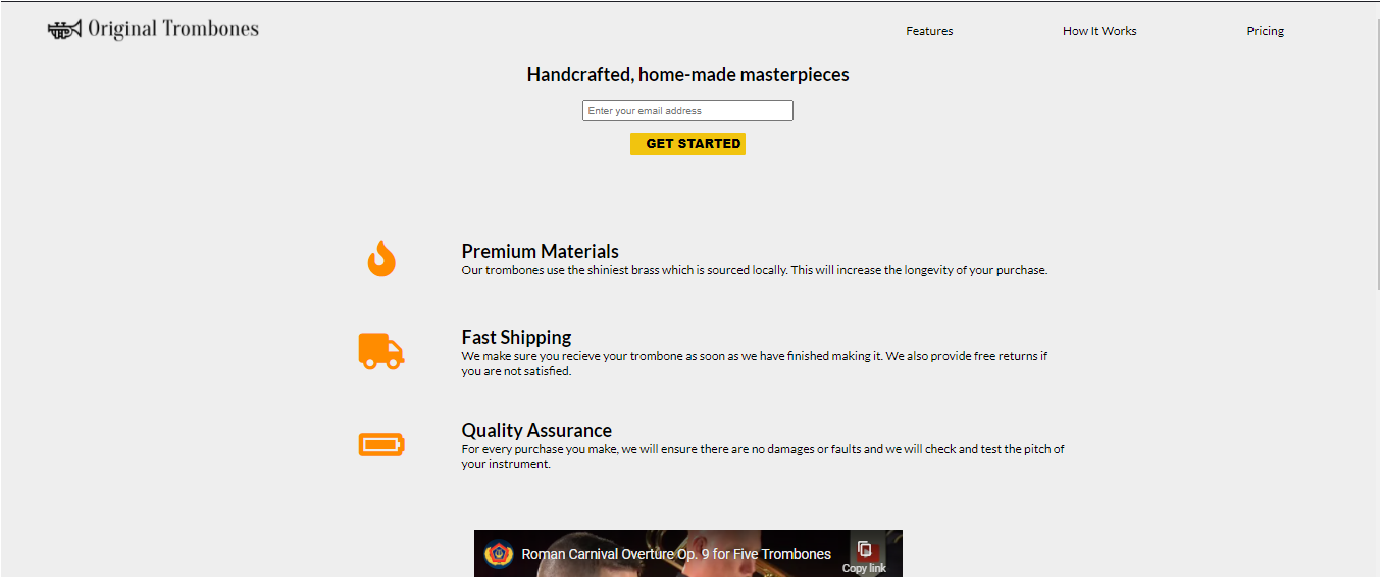 Original Trombones
Features
How It Works
Pricing
Handcrafted, home-made masterpieces
Enter your email address
GET STARTED
Premium Materials
Our trombones use the shiniest brass which is sourced locally. This will increase the longevity of your purchase.
Fast Shipping
We make sure you recieve your trombone as soon as we have finished making it. We also provide free returns if
you are not satisfied.
Quality Assurance
For every purchase you make, we will ensure there are no damages or faults and we will check and test the pitch of
your instrument.
Roman Carnival Overture Op. 9 for Five Trombones
Copy link